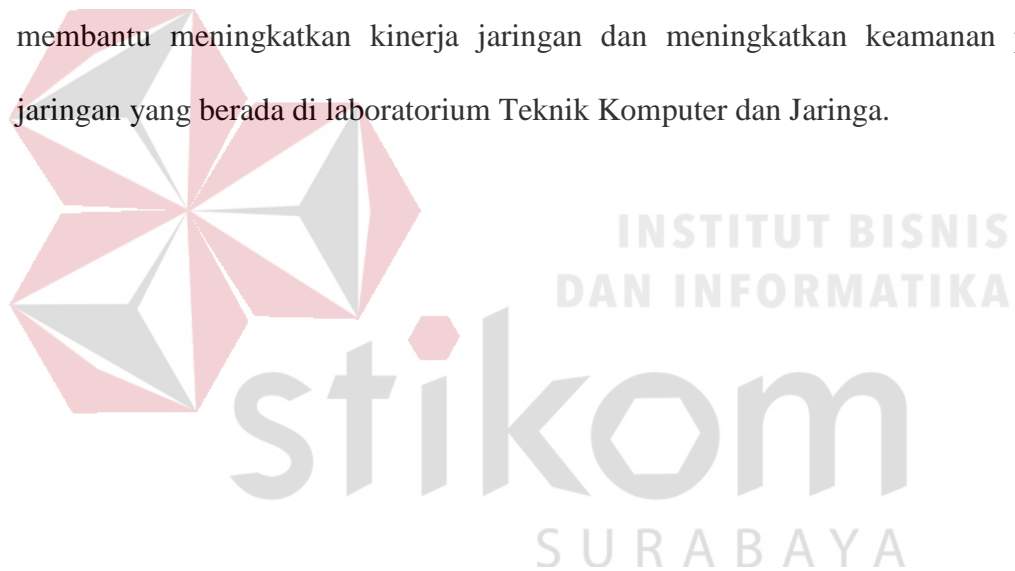 membantu meningkatkan kinerja jaringan dan meningkatkan keamanan
jaringan yang berada di laboratorium Teknik Komputer dan Jaringa.
INSTITUT BISNIS
DAN INFORMATIKA
stikom
SURABAYA